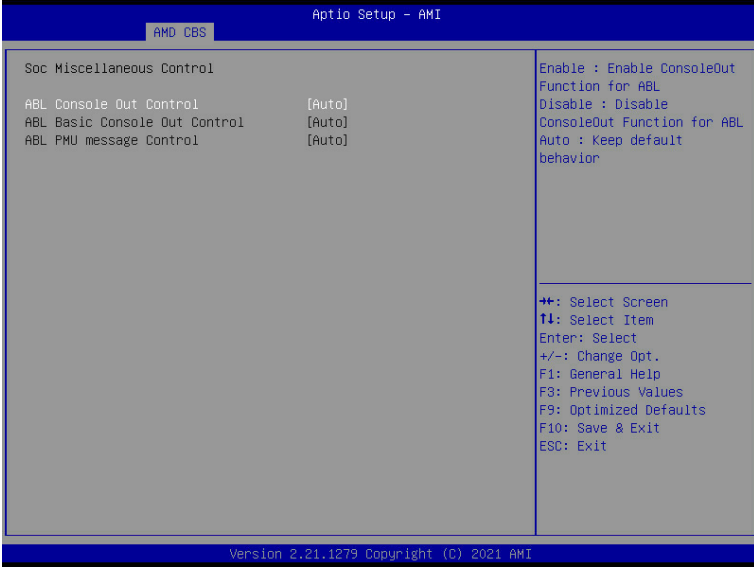 Aptio Setup – AMI
AMD CBS
Soc Miscellaneous Control
ABL Console Out Control [Auto]
ABL Basic Console Out Control [Auto]
ABL PMU message Control [Auto]
Enable : Enable ConsoleOut
Function for ABL
Disable : Disable
ConsoleOut Function for ABL
Auto : Keep default
behavior
→←: Select Screen
↑↓: Select Item
Enter: Select
+/-: Change Opt.
F1: General Help
F3: Previous Values
F9: Optimized Defaults
F10: Save & Exit
ESC: Exit
Version 2.21.1279 Copyright (C) 2021 AMI